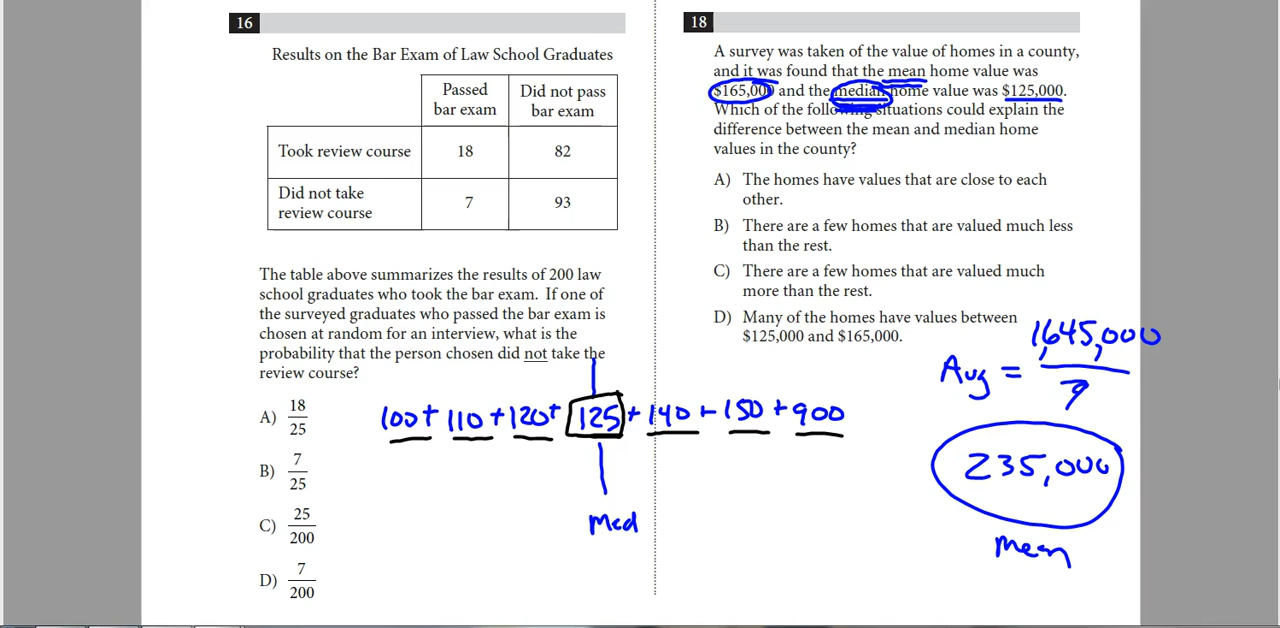 16
Results on the Bar Exam of Law School Graduates
Passed bar exam
Did not pass bar exam
Took review course 18 82
Did not take review course 7 93
The table above summarizes the results of 200 law
school graduates who took the bar exam. If one of
the surveyed graduates who passed the bar exam is
chosen at random for an interview, what is the
probability that the person chosen did not take the
review course?
A) 18/25
B) 7/25
C) 25/200
D) 7/200
100+ 110 + 120+ 125 + 140 + 150 + 900
Med
18
A survey was taken of the value of homes in a county,
and it was found that the mean home value was
$165,000 and the median home value was $125,000.
Which of the following situations could explain the
difference between the mean and median home
values in the county?
A) The homes have values that are close to each
other.
B) There are a few homes that are valued much less
than the rest.
C) There are a few homes that are valued much
more than the rest.
D) Many of the homes have values between
$125,000 and $165,000.
Avg = 1,645,000/7
235,000
mean